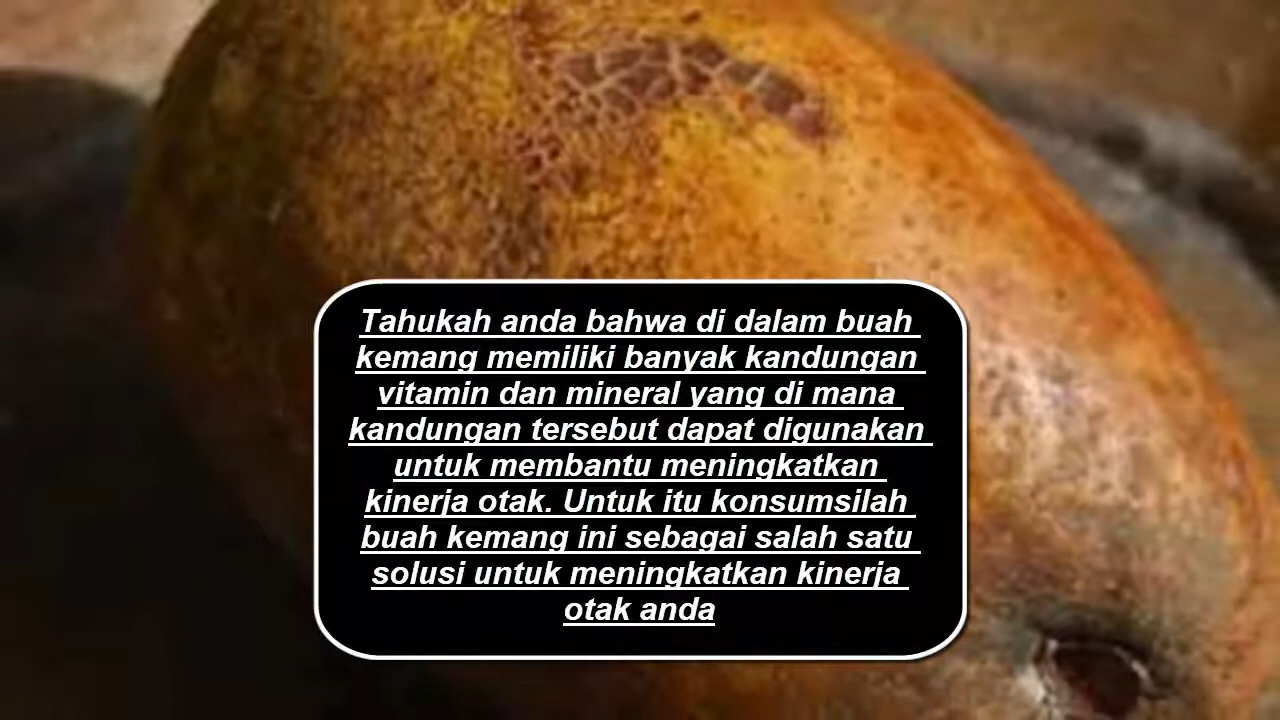 Tahukah anda bahwa di dalam buah
kemang memiliki banyak kandungan
vitamin dan mineral yang di mana
kandungan tersebut dapat digunakan
untuk membantu meningkatkan
kinerja otak. Untuk itu konsumsilah
buah kemang ini sebagai salah satu
solusi untuk meningkatkan kinerja
otak anda